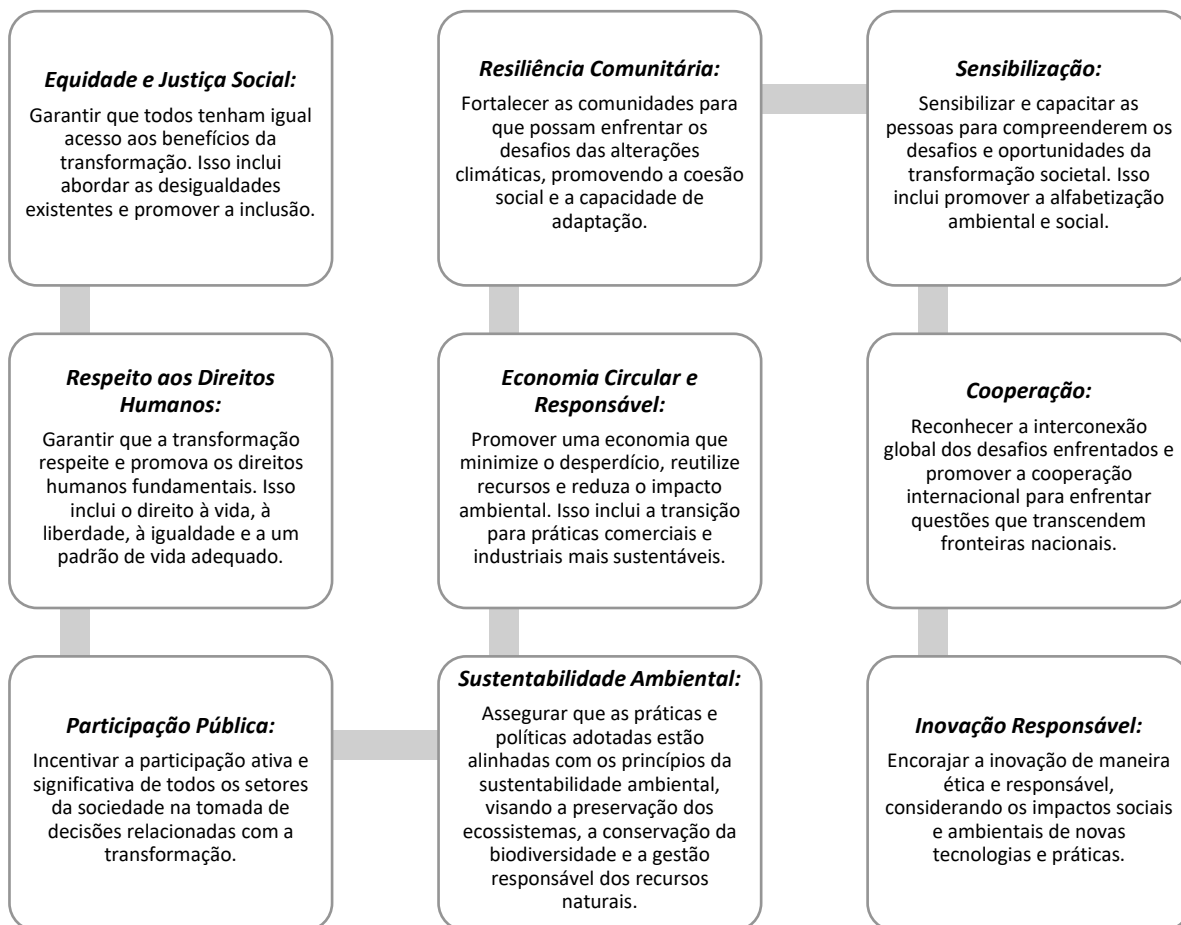 Equidade e Justiça Social:
Garantir que todos tenham igual
acesso aos benefícios da
transformação. Isso inclui
abordar as desigualdades
existentes e promover a inclusão.
Respeito aos Direitos
Humanos:
Garantir que a transformação
respeite e promova os direitos
humanos fundamentais. Isso
inclui o direito à vida, à
liberdade, à igualdade e a um
padrão de vida adequado.
Participação Pública:
Incentivar a participação ativa e
significativa de todos os setores
da sociedade na tomada de
decisões relacionadas com a
transformação.
Sustentabilidade Ambiental:
Assegurar que as práticas e
políticas adotadas estão
alinhadas com os princípios da
sustentabilidade ambiental,
visando a preservação dos
ecossistemas, a conservação da
biodiversidade e a gestão
responsável dos recursos
naturais.
Economia Circular e
Responsável:
Promover uma economia que
minimize o desperdício, reutilize
recursos e reduza o impacto
ambiental. Isso inclui a transição
para práticas comerciais e
industriais mais sustentáveis.
Resiliência Comunitária:
Fortalecer as comunidades para
que possam enfrentar os
desafios das alterações
climáticas, promovendo a coesão
social e a capacidade de
adaptação.
Sensibilização:
Sensibilizar e capacitar as
pessoas para compreenderem os
desafios e oportunidades da
transformação societal. Isso
inclui promover a alfabetização
ambiental e social.
Cooperação:
Reconhecer a interconexão
global dos desafios enfrentados e
promover a cooperação
internacional para enfrentar
questões que transcendem
fronteiras nacionais.
Inovação Responsável:
Encorajar a inovação de maneira
ética e responsável,
considerando os impactos sociais
e ambientais de novas
tecnologias e práticas.